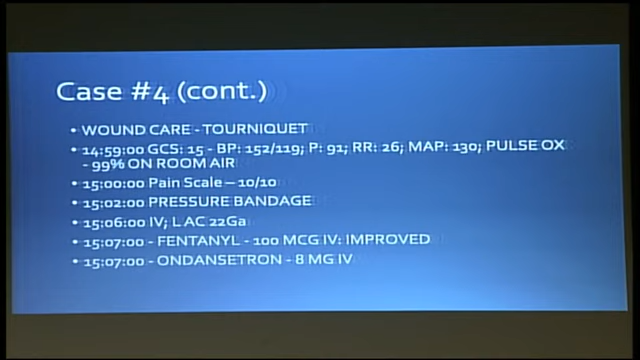 Case #4 (cont.)
• WOUND CARE - TOURNIQUET
• 14:59:00 GCS: 15 - BP: 152/119; P: 91; RR: 26; MAP: 130; PULSE OX
- 99% ON ROOM AIR
• 15:00:00 Pain Scale – 10/10
• 15:02:00 PRESSURE BANDAGE
• 15:06:00 IV; L AC 22Ga
• 15:07:00 - FENTANYL - 100 MCG IV: IMPROVED
• 15:07:00 - ONDANSETRON - 8 MG IV